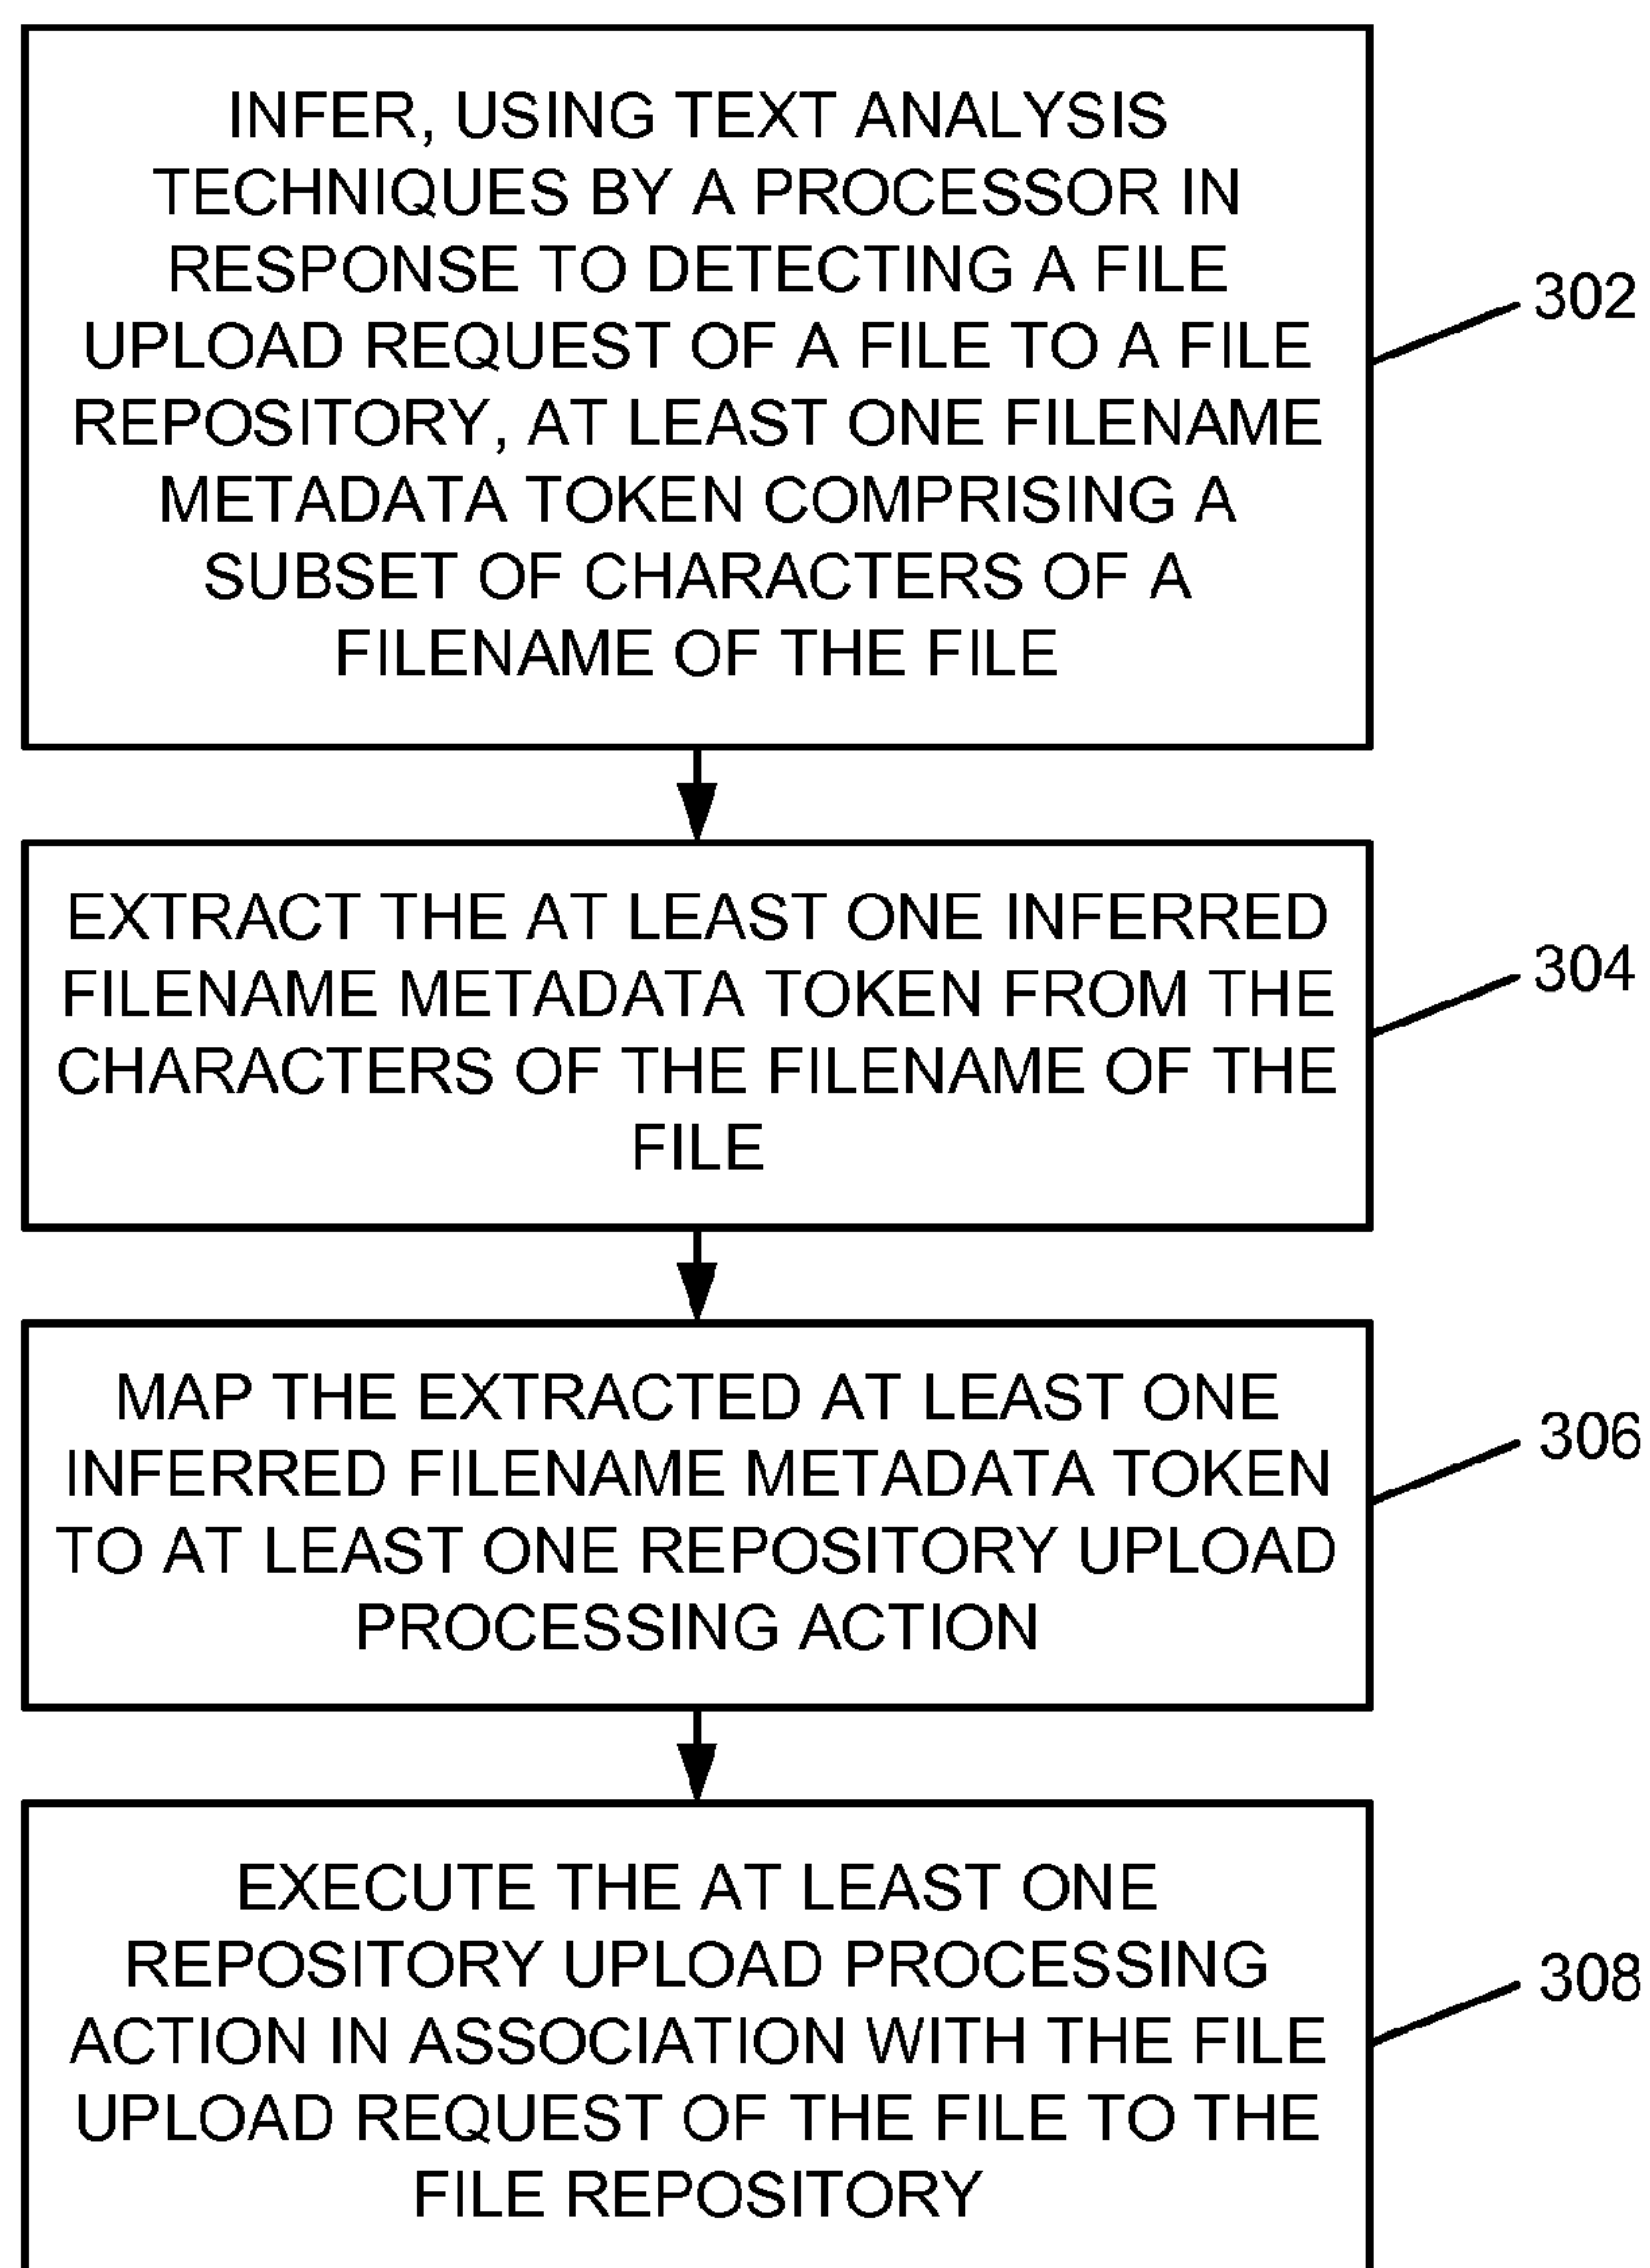 INFER, USING TEXT ANALYSIS
TECHNIQUES BY A PROCESSOR IN
RESPONSE TO DETECTING A FILE
UPLOAD REQUEST OF A FILE TO A FILE
REPOSITORY, AT LEAST ONE FILENAME
METADATA TOKEN COMPRISING A
SUBSET OF CHARACTERS OF A
FILENAME OF THE FILE
302
EXTRACT THE AT LEAST ONE INFERRED
FILENAME METADATA TOKEN FROM THE
CHARACTERS OF THE FILENAME OF THE
FILE
304
MAP THE EXTRACTED AT LEAST ONE
INFERRED FILENAME METADATA TOKEN
TO AT LEAST ONE REPOSITORY UPLOAD
PROCESSING ACTION
306
EXECUTE THE AT LEAST ONE
REPOSITORY UPLOAD PROCESSING
ACTION IN ASSOCIATION WITH THE FILE
UPLOAD REQUEST OF THE FILE TO THE
FILE REPOSITORY
308